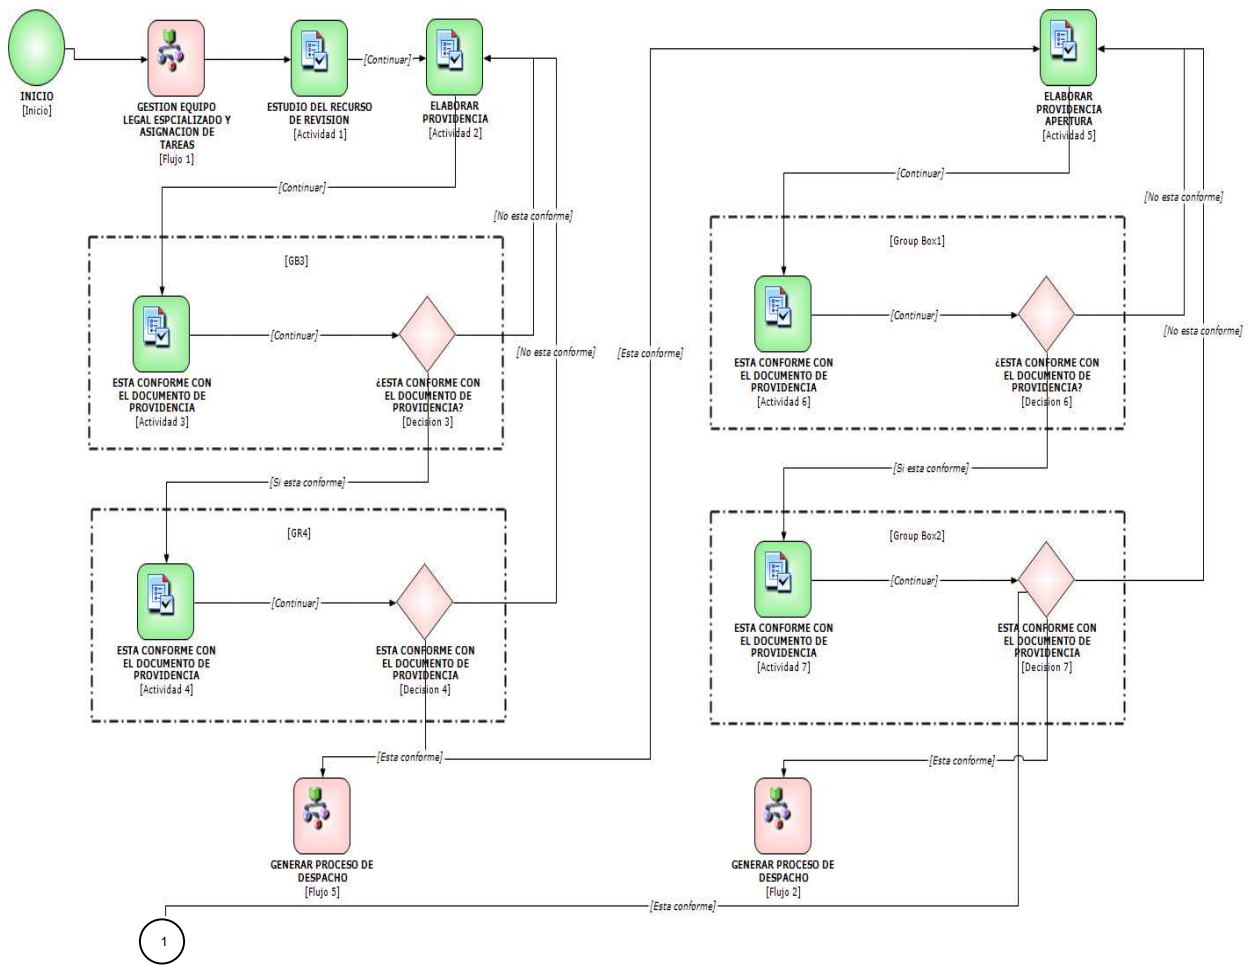 INICIO
[Inicio]
GESTION EQUIPO
LEGAL ESPCIALIZADO Y
ASIGNACION DE
TAREAS
[Flujo 1]
ESTUDIO DEL RECURSO
DE REVISION
[Actividad 1]
[Continuar]
ELABORAR
PROVIDENCIA
[Actividad 2]
[Continuar]
[No esta conforme]
[GB3]
ESTA CONFORME CON
EL DOCUMENTO DE
PROVIDENCIA
[Actividad 3]
[Continuar]
¿ESTA CONFORME CON
EL DOCUMENTO DE
PROVIDENCIA?
[Decision 3]
[No esta conforme]
[Si esta conforme]
[GR4]
ESTA CONFORME CON
EL DOCUMENTO DE
PROVIDENCIA
[Actividad 4]
[Continuar]
ESTA CONFORME CON
EL DOCUMENTO DE
PROVIDENCIA
[Decision 4]
[Esta conforme]
GENERAR PROCESO DE
DESPACHO
[Flujo 5]
[Esta conforme]
ELABORAR
PROVIDENCIA
APERTURA
[Actividad 5]
[Continuar]
[No esta conforme]
[Group Box1]
ESTA CONFORME CON
EL DOCUMENTO DE
PROVIDENCIA
[Actividad 6]
[Continuar]
¿ESTA CONFORME CON
EL DOCUMENTO DE
PROVIDENCIA?
[Decision 6]
[No esta conforme]
[Si esta conforme]
[Group Box2]
ESTA CONFORME CON
EL DOCUMENTO DE
PROVIDENCIA
[Actividad 7]
[Continuar]
ESTA CONFORME CON
EL DOCUMENTO DE
PROVIDENCIA
[Decision 7]
[Esta conforme]
GENERAR PROCESO DE
DESPACHO
[Flujo 2]
[Esta conforme]
1